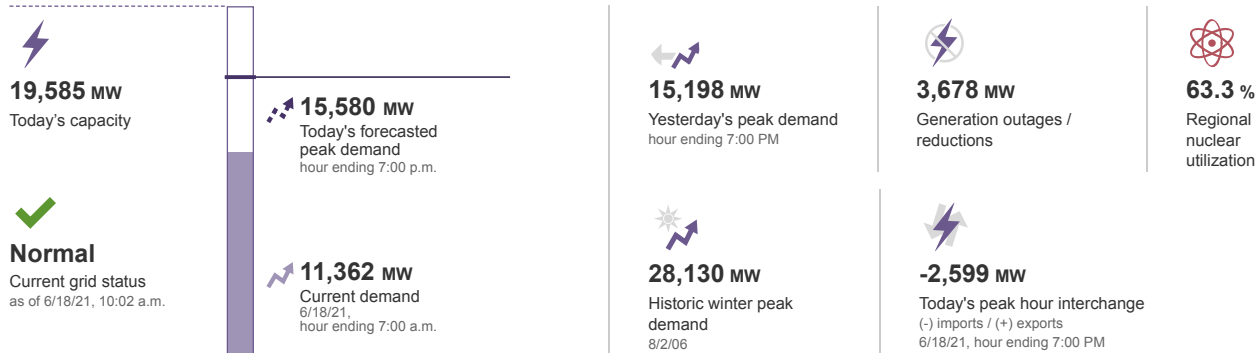 19,585 MW
Today's capacity
Normal
Current grid status
as of 6/18/21, 10:02 a.m.
15,580 MW
Today's forecasted
peak demand
hour ending 7:00 p.m.
11,362 MW
Current demand
6/18/21,
hour ending 7:00 a.m.
15,198 MW
Yesterday's peak demand
hour ending 7:00 PM
3,678 MW
Generation outages /
reductions
63.3 %
Regional
nuclear
utilization
28,130 MW
Historic winter peak
demand
8/2/06
-2,599 MW
Today's peak hour interchange
(-) imports / (+) exports
6/18/21, hour ending 7:00 PM